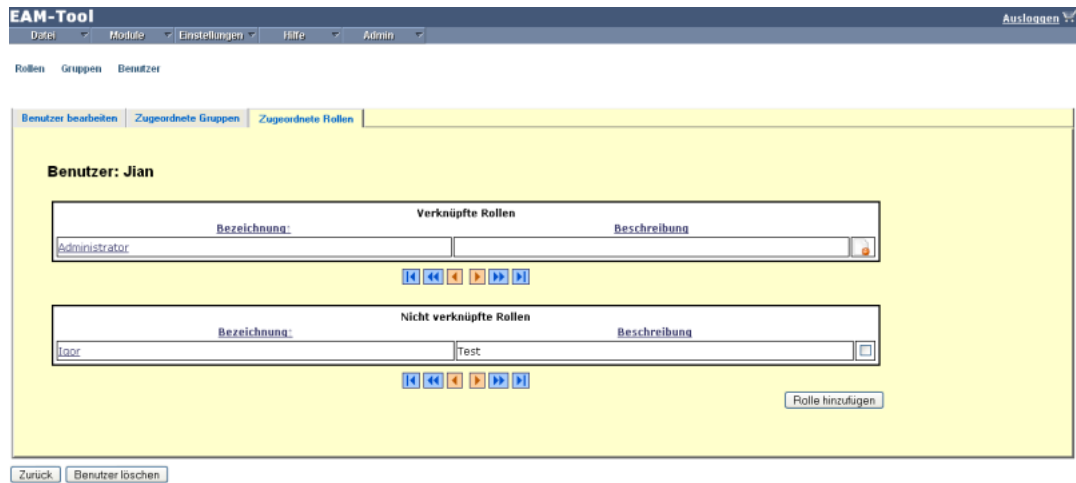 EAM-Tool Ausloggen
Datei Module Einstellungen Hilfe Admin
Rollen Gruppen Benutzer
Benutzer bearbeiten Zugeordnete Gruppen Zugeordnete Rollen
Benutzer: Jian
Verknüpfte Rollen
Bezeichnung: Beschreibung
Administrator
Nicht verknüpfte Rollen
Bezeichnung: Beschreibung
Igor Test
Rolle hinzufügen
Zurück Benutzer löschen